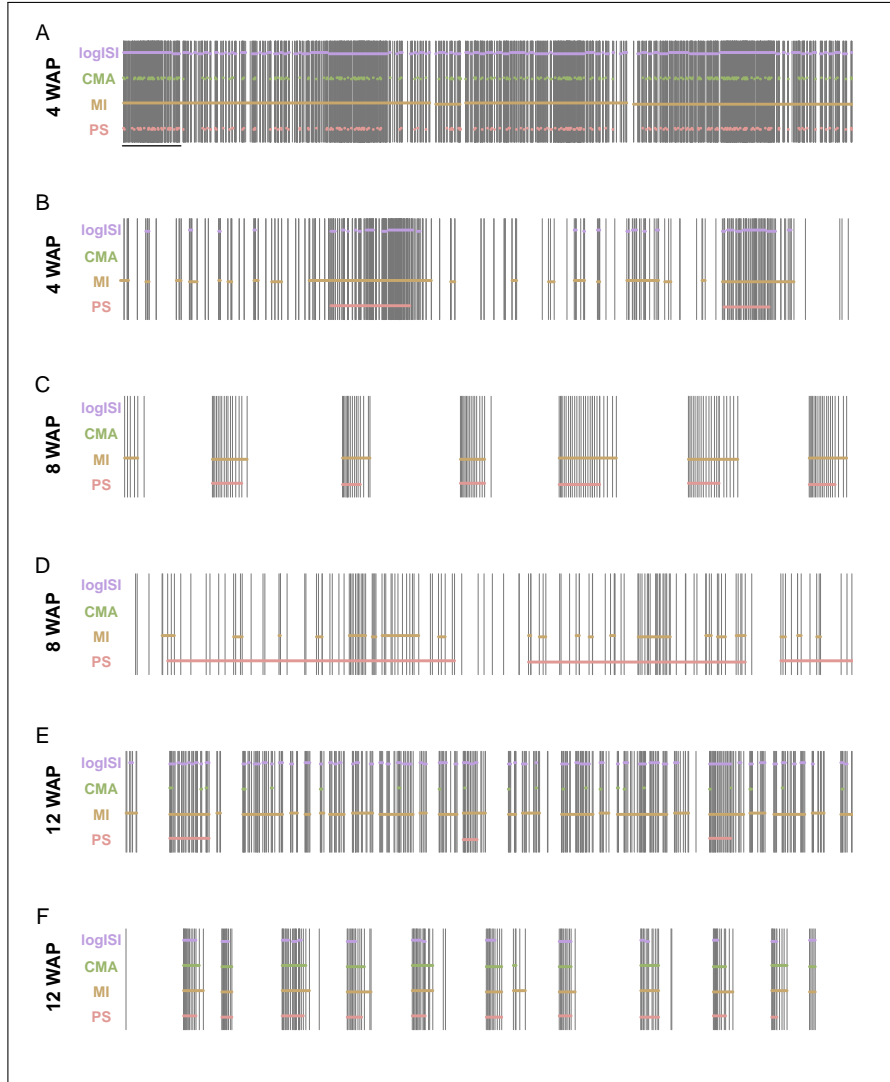 A
4 WAP
logISI
CMA
MI
PS
B
4 WAP
logISI
CMA
MI
PS
C
8 WAP
logISI
CMA
MI
PS
D
8 WAP
logISI
CMA
MI
PS
E
12 WAP
logISI
CMA
MI
PS
F
12 WAP
logISI
CMA
MI
PS